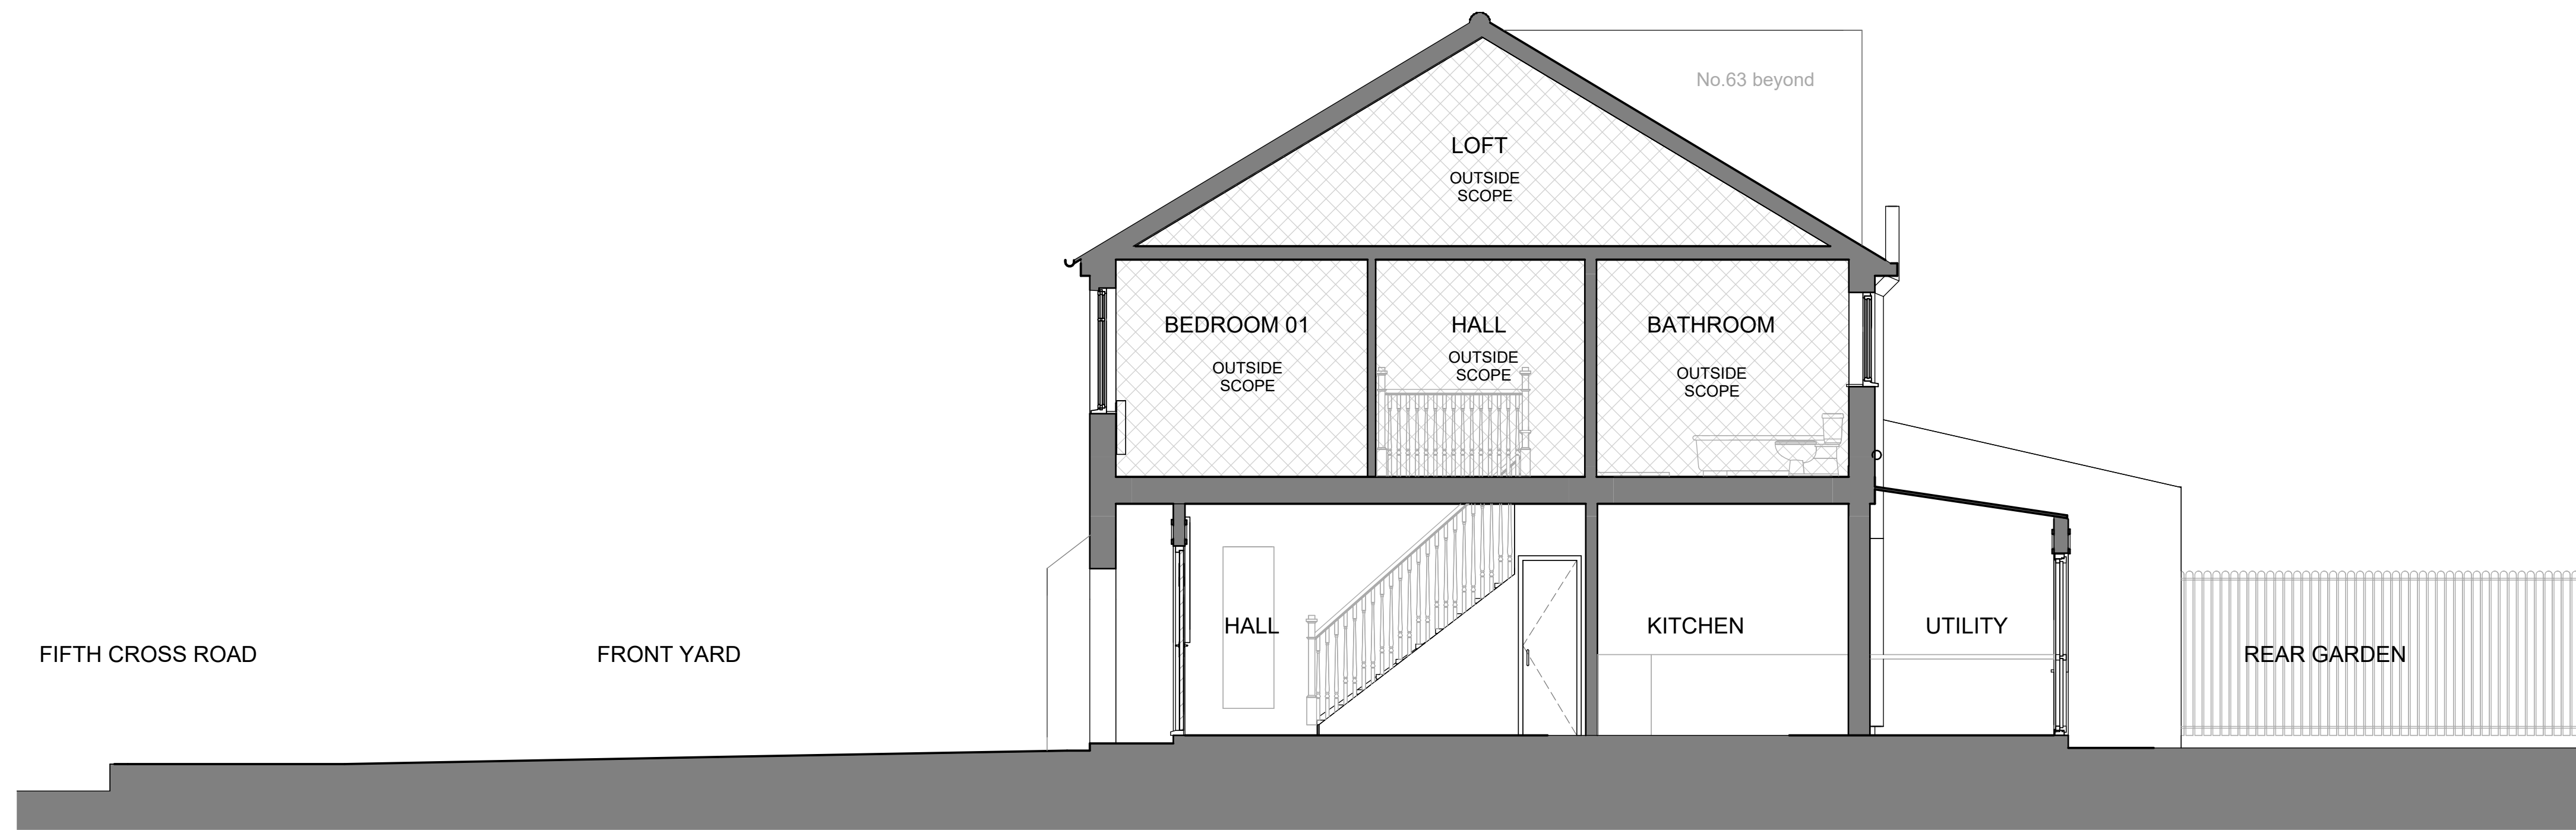 No.63 beyond
LOFT
OUTSIDE
SCOPE
BEDROOM 01
OUTSIDE
SCOPE
HALL
OUTSIDE
SCOPE
BATHROOM
OUTSIDE
SCOPE
FIFTH CROSS ROAD
FRONT YARD
HALL
KITCHEN
UTILITY
REAR GARDEN